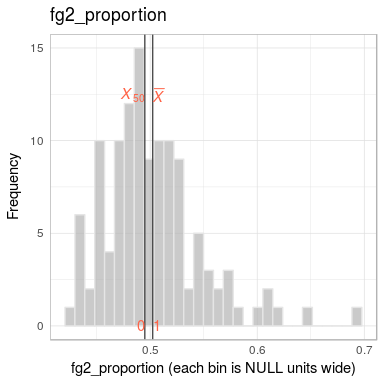 fg2_proportion
15
10
5
0
Frequency
X50 X̅
0 1
0.5 0.6 0.7
fg2_proportion (each bin is NULL units wide)